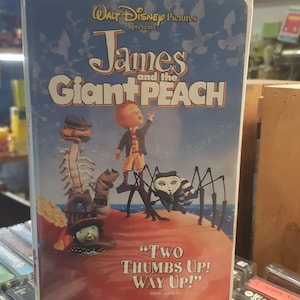 WALT DISNEY Pictures
PRESENTS
James
and the
Giant PEACH
"TWO
THUMBS UP!
WAY UP!"